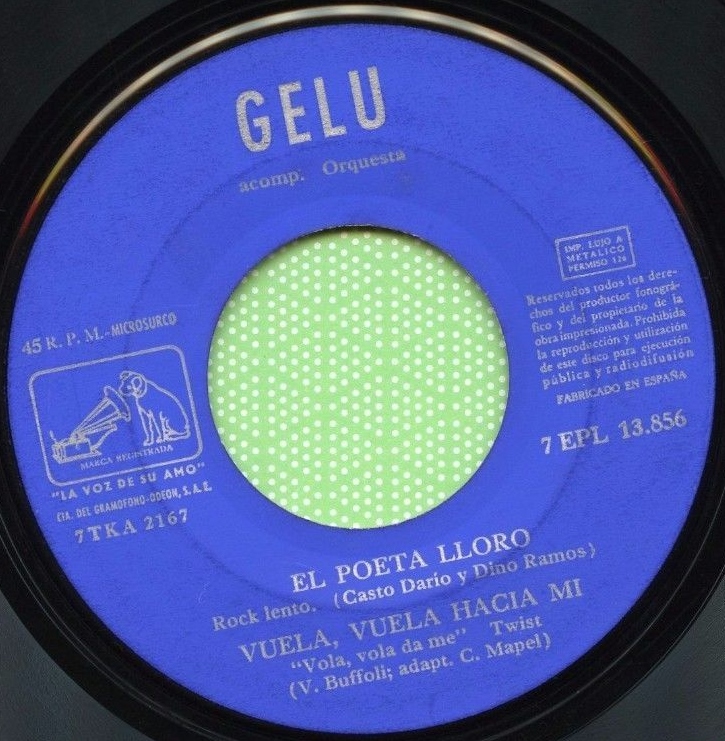 GELU
acomp. Orquesta
IMP. LUJO A
METALICO
PERMISO 126
Reservados todos los dere-
chos del productor fonográ-
fico y del propietario de la
obra impresionada. Prohibida
la reproducción y utilización
de este disco para ejecución
pública y radiodifusión
FABRICADO EN ESPAÑA
7 EPL 13.856
45 R. P. M.-MICROSURCO
MARCA REGISTRADA
"LA VOZ DE SU AMO"
CIA. DEL GRAMOFONO-ODEON, S.A.E.
7TKA 2167
EL POETA LLORO
Rock lento. (Casto Darío y Dino Ramos)
VUELA, VUELA HACIA MI
"Vola, vola da me" Twist
(V. Buffoli; adapt. C. Mapel)